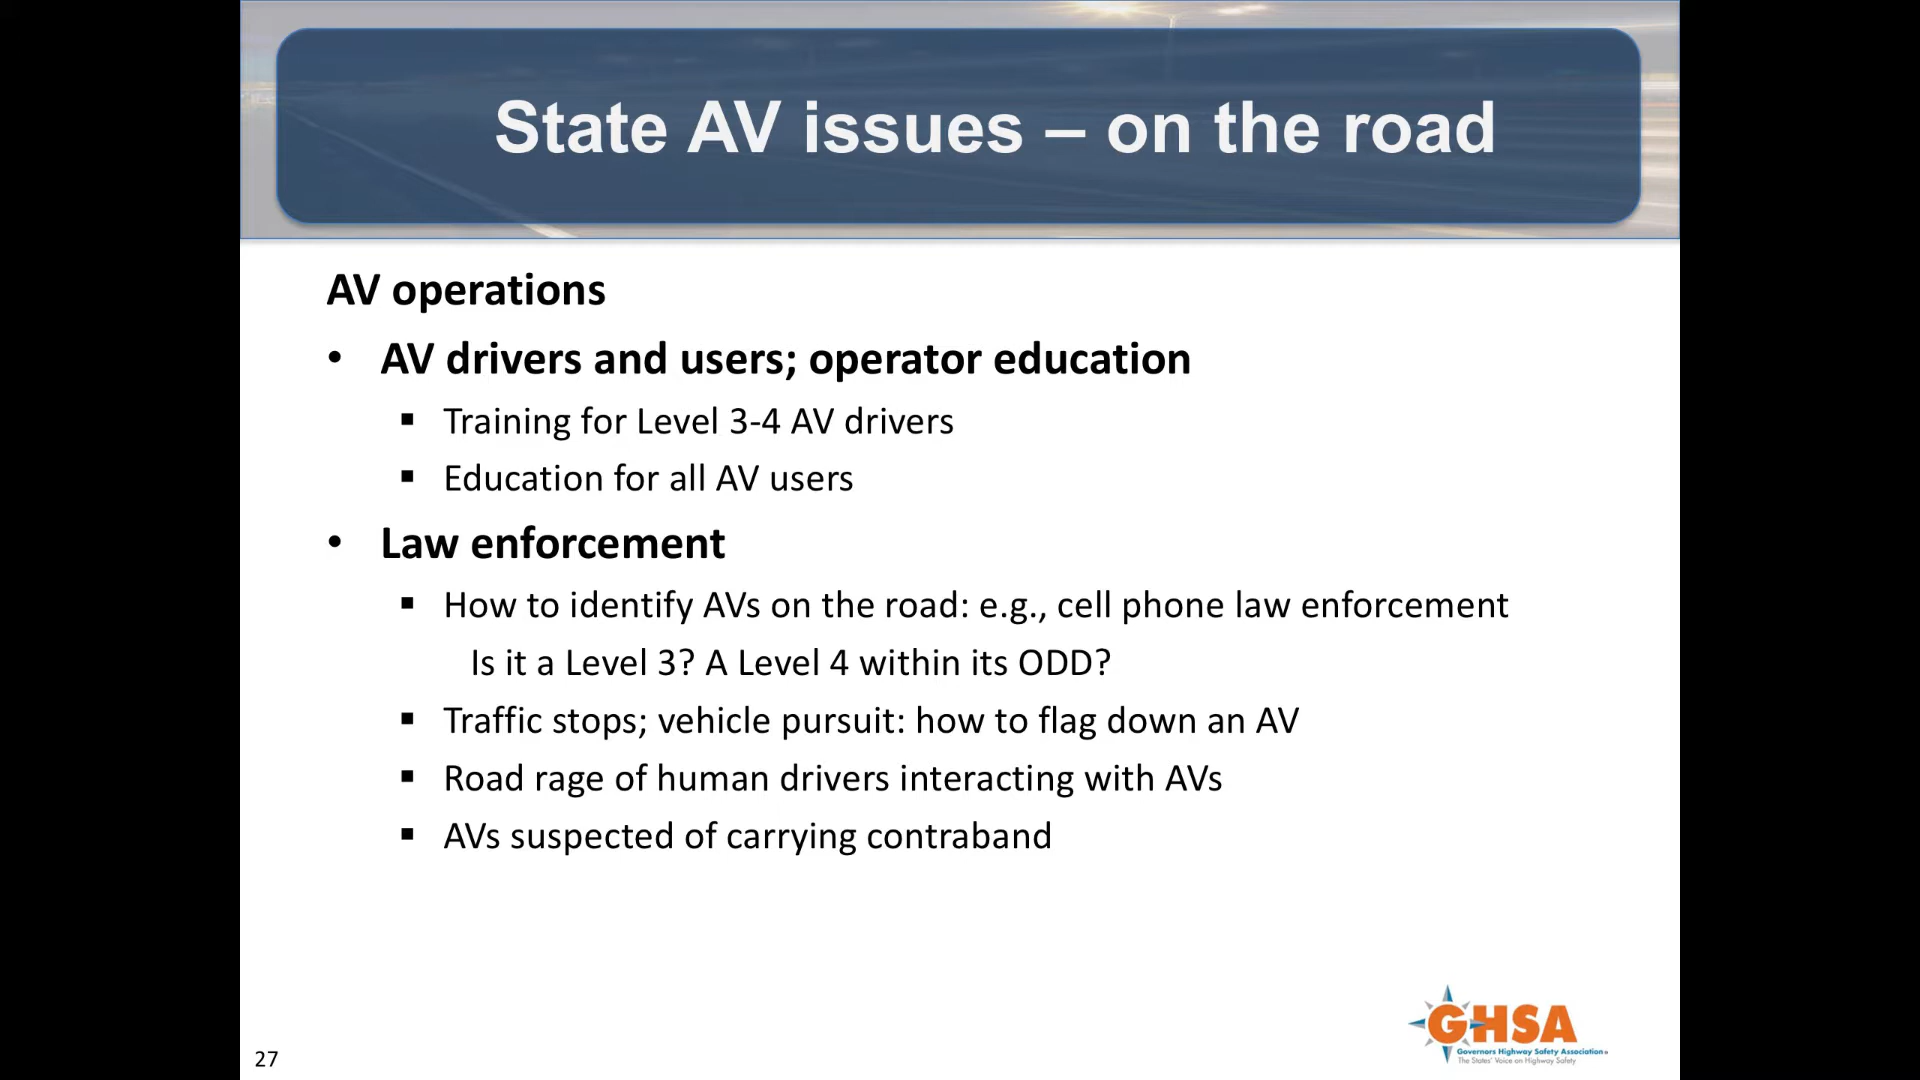 State AV issues – on the road
AV operations
• AV drivers and users; operator education
▪ Training for Level 3-4 AV drivers
▪ Education for all AV users
• Law enforcement
▪ How to identify AVs on the road: e.g., cell phone law enforcement
Is it a Level 3? A Level 4 within its ODD?
▪ Traffic stops; vehicle pursuit: how to flag down an AV
▪ Road rage of human drivers interacting with AVs
▪ AVs suspected of carrying contraband
GHSA
Governors Highway Safety Association
The States' Voice on Highway Safety
27